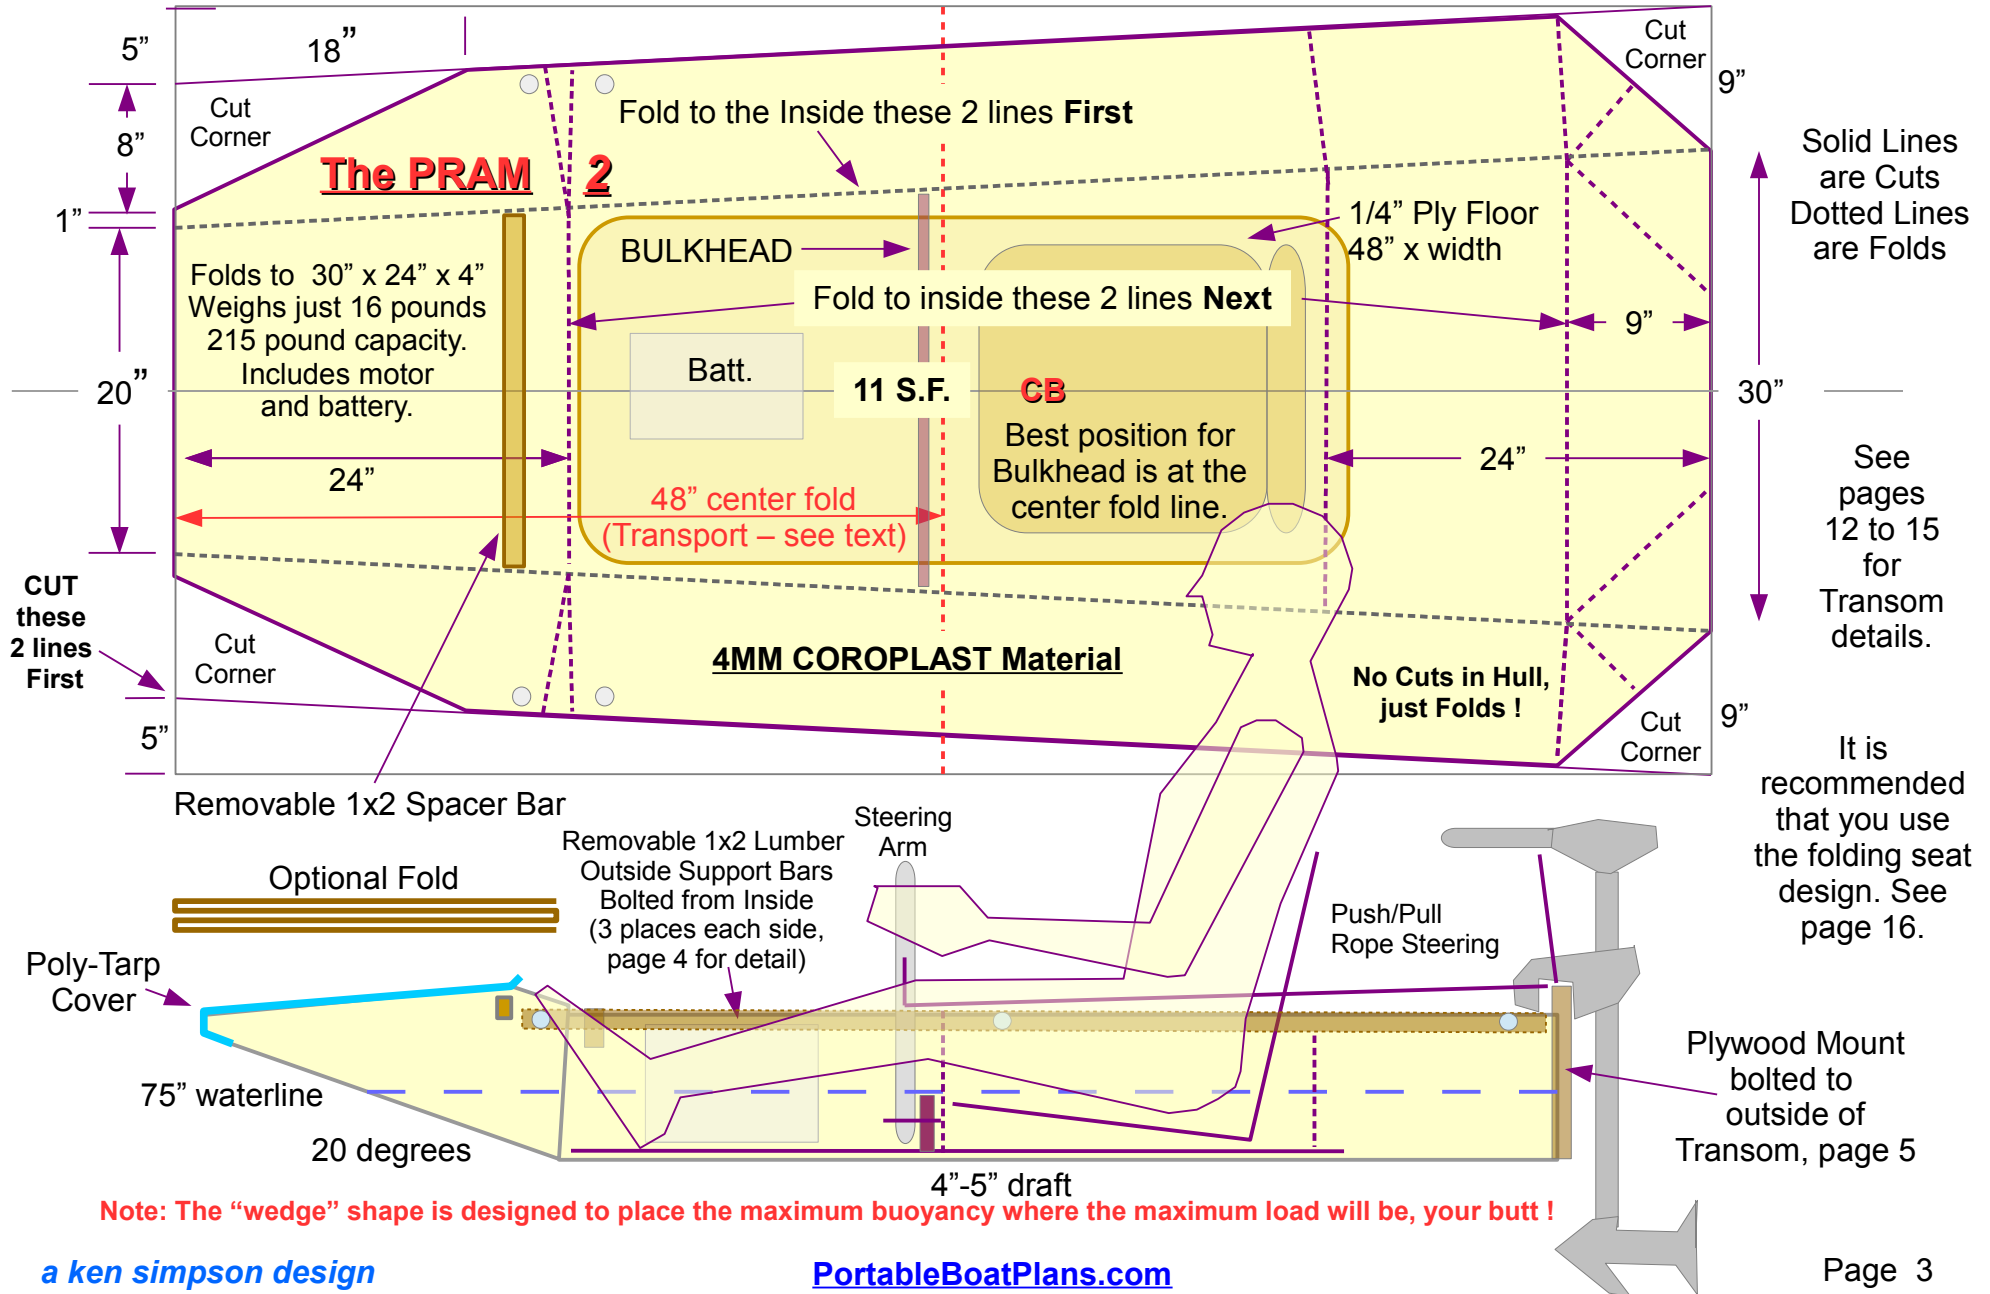 5”
18”
Cut
Corner
8”
1”
Fold to the Inside these 2 lines First
The PRAM 2
Cut
Corner
9”
Solid Lines
are Cuts
Dotted Lines
are Folds
BULKHEAD
1/4” Ply Floor
48” x width
Folds to 30” x 24” x 4”
Weighs just 16 pounds
215 pound capacity.
Includes motor
and battery.
Fold to inside these 2 lines Next
9”
Batt.
20”
11 S.F.
CB
30”
Best position for
Bulkhead is at the
center fold line.
24”
24”
48” center fold
(Transport – see text)
See
pages
12 to 15
for
Transom
details.
CUT
these
2 lines
First
Cut
Corner
4MM COROPLAST Material
No Cuts in Hull,
just Folds !
Cut
Corner
9”
5”
It is
recommended
that you use
the folding seat
design. See
page 16.
Removable 1x2 Spacer Bar
Removable 1x2 Lumber
Outside Support Bars
Bolted from Inside
(3 places each side,
page 4 for detail)
Steering
Arm
Optional Fold
Push/Pull
Rope Steering
Poly-Tarp
Cover
75” waterline
20 degrees
Plywood Mount
bolted to
outside of
Transom, page 5
4”-5” draft
Note: The “wedge” shape is designed to place the maximum buoyancy where the maximum load will be, your butt !
a ken simpson design
PortableBoatPlans.com
Page 3